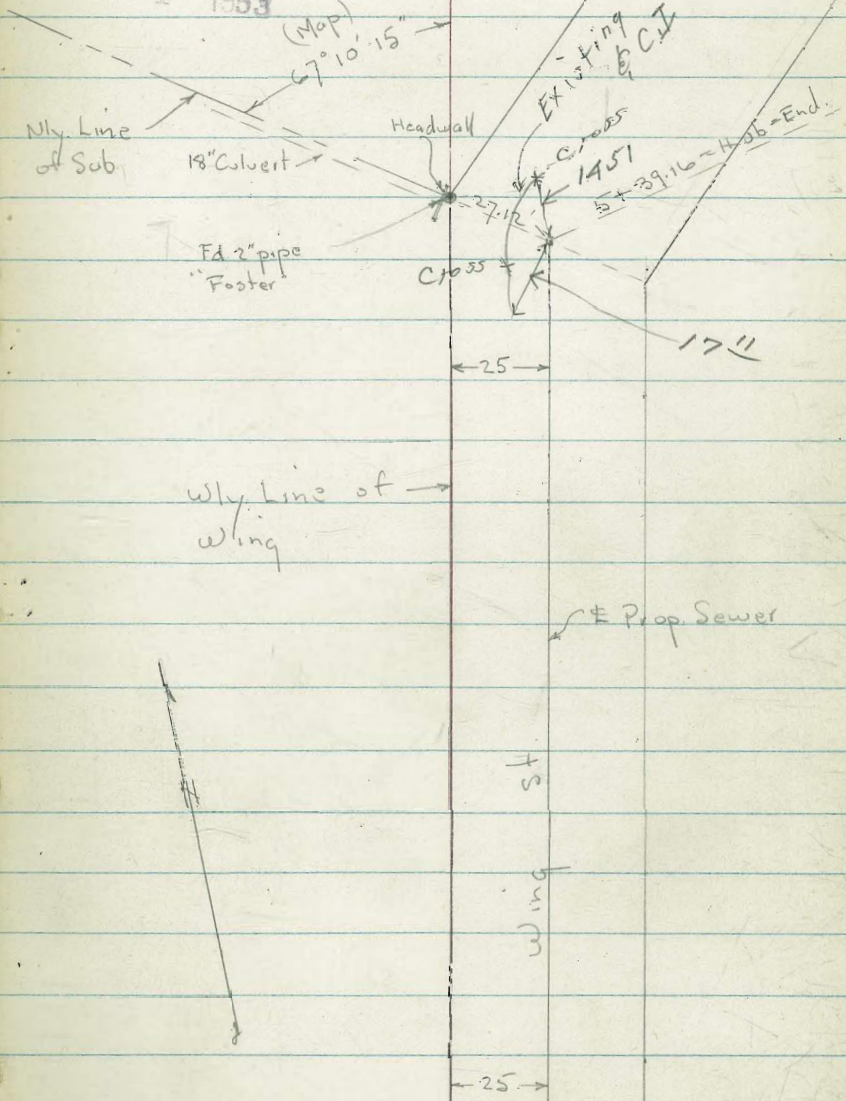 1953
(Map)
67° 10' 15"
Existing
℄ C.I
Nly. Line
of Sub
18" Culvert
Headwall
Cross
1451
5+39.16 = Hub = End.
27.12'
Fd 2" pipe
"Foster"
Cross
25
Wly. Line of
Wing
℄ Prop. Sewer
Wing St
25